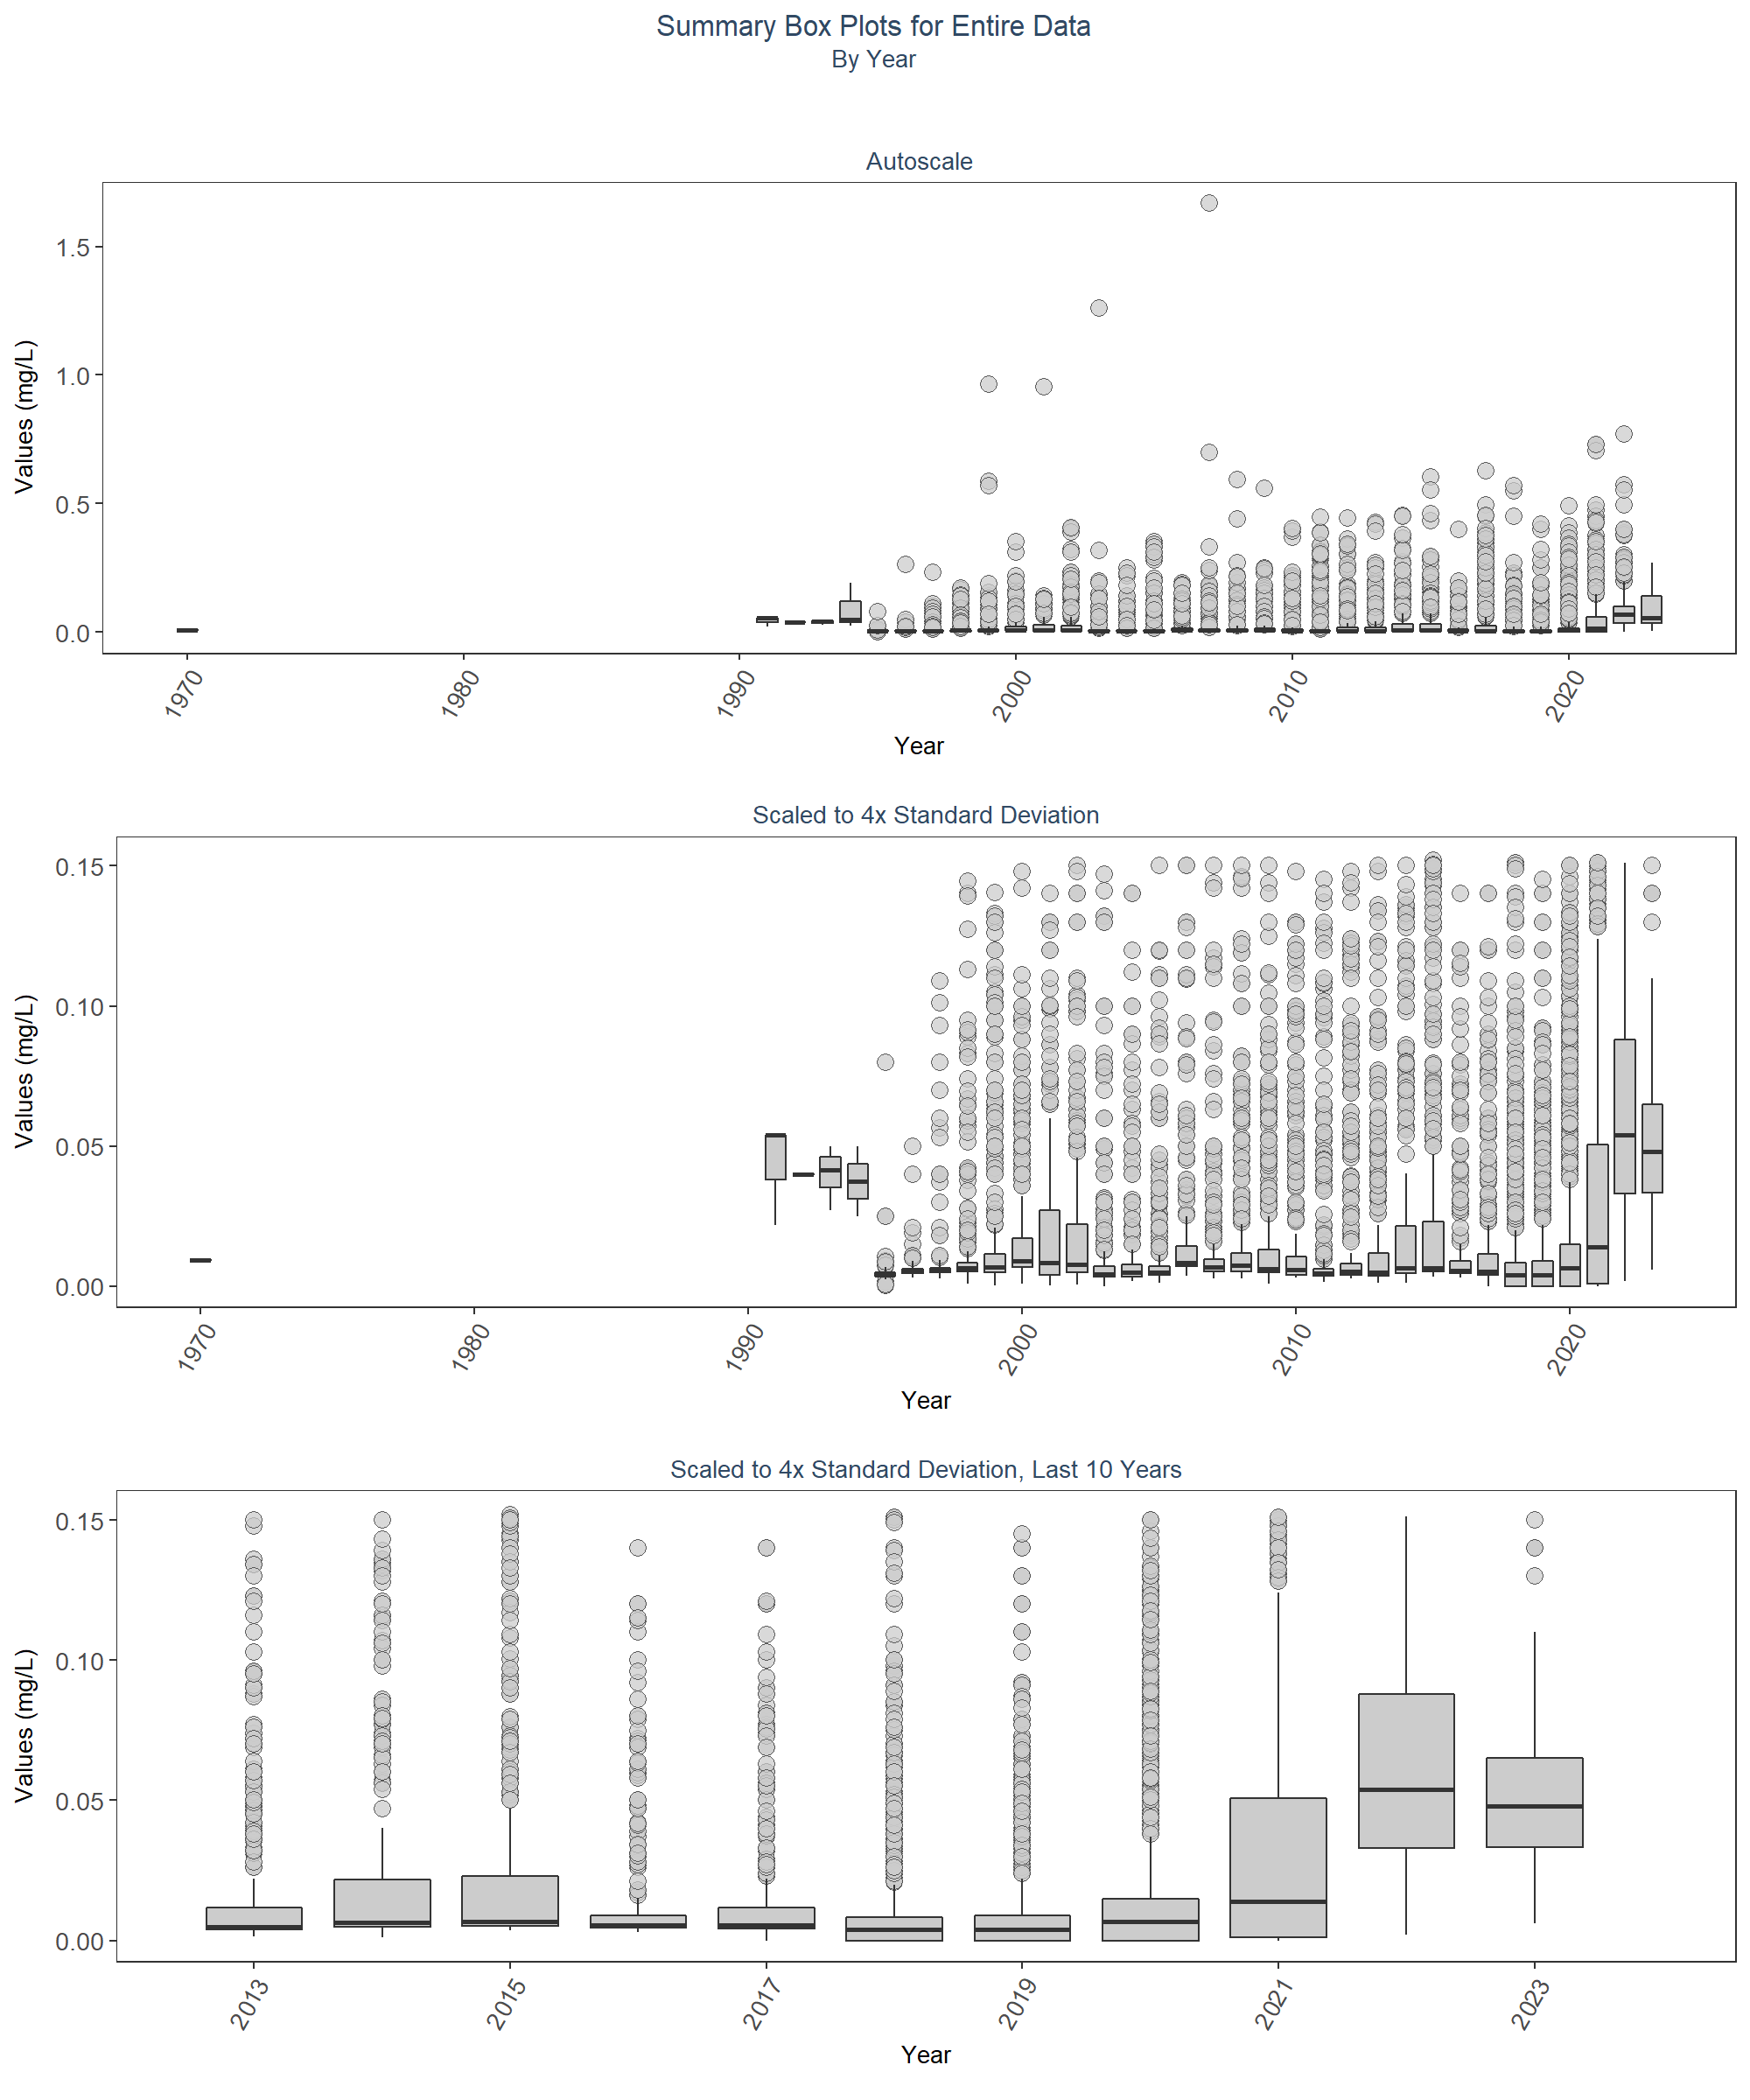 Summary Box Plots for Entire Data
By Year
Autoscale
Values (mg/L)
1.5
1.0
0.5
0.0
1970 1980 1990 2000 2010 2020
Year
Scaled to 4x Standard Deviation
Values (mg/L)
0.15
0.10
0.05
0.00
1970 1980 1990 2000 2010 2020
Year
Scaled to 4x Standard Deviation, Last 10 Years
Values (mg/L)
0.15
0.10
0.05
0.00
2013 2015 2017 2019 2021 2023
Year